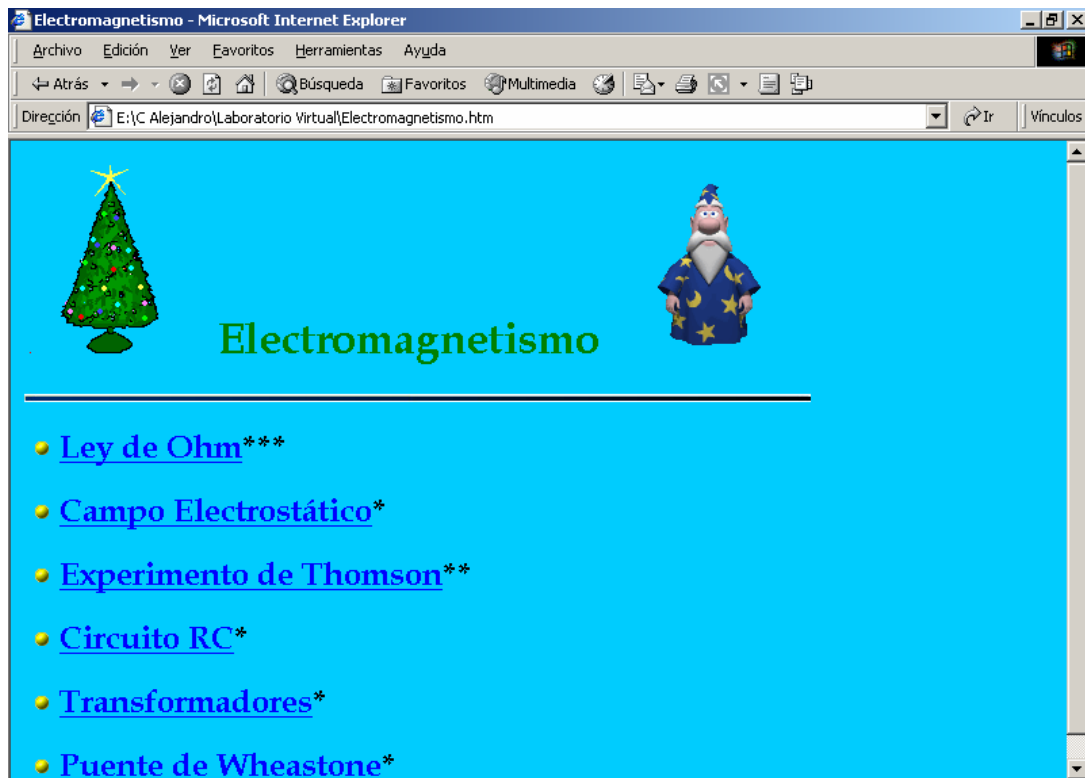 Electromagnetismo - Microsoft Internet Explorer
Archivo Edición Ver Favoritos Herramientas Ayuda
Atrás Búsqueda Favoritos Multimedia
Dirección E:\C Alejandro\Laboratorio Virtual\Electromagnetismo.htm Ir Vínculos
Electromagnetismo
Ley de Ohm***
Campo Electrostático*
Experimento de Thomson**
Circuito RC*
Transformadores*
Puente de Wheastone*